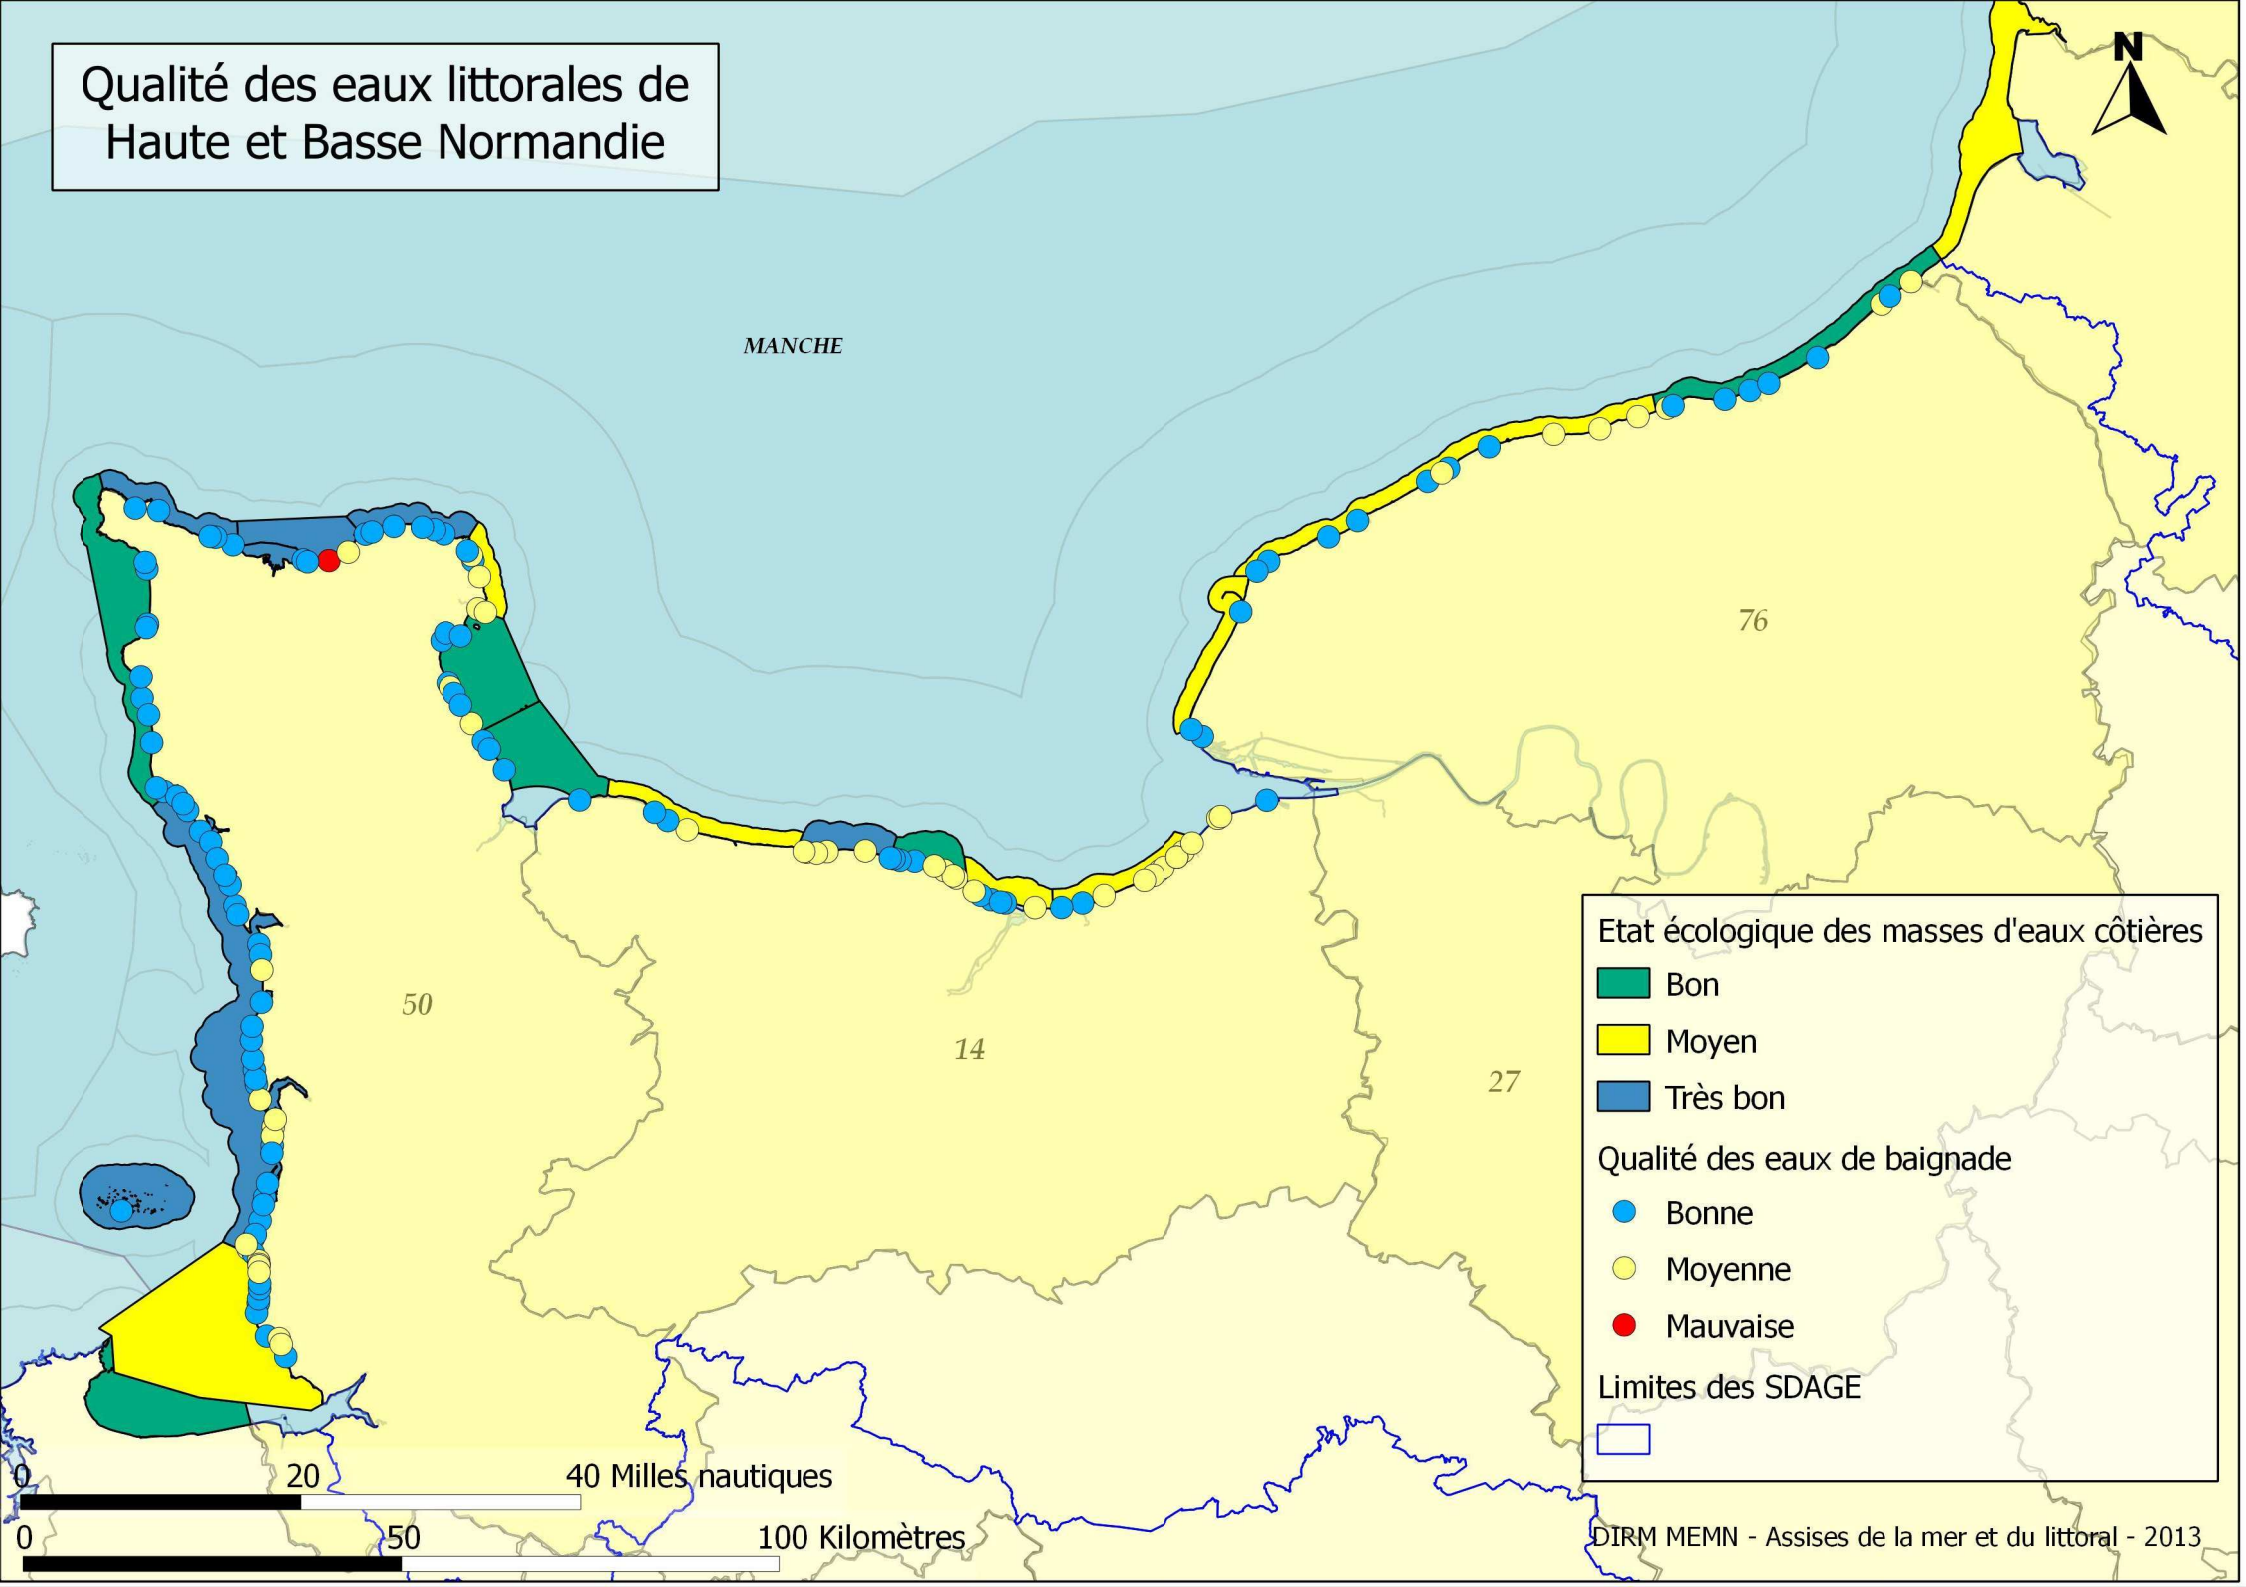 Qualité des eaux littorales de
Haute et Basse Normandie
N
MANCHE
76
50
14
27
Etat écologique des masses d'eaux côtières
Bon
Moyen
Très bon
Qualité des eaux de baignade
Bonne
Moyenne
Mauvaise
Limites des SDAGE
0 20 40 Milles nautiques
0 50 100 Kilomètres
DIRM MEMN - Assises de la mer et du littoral - 2013